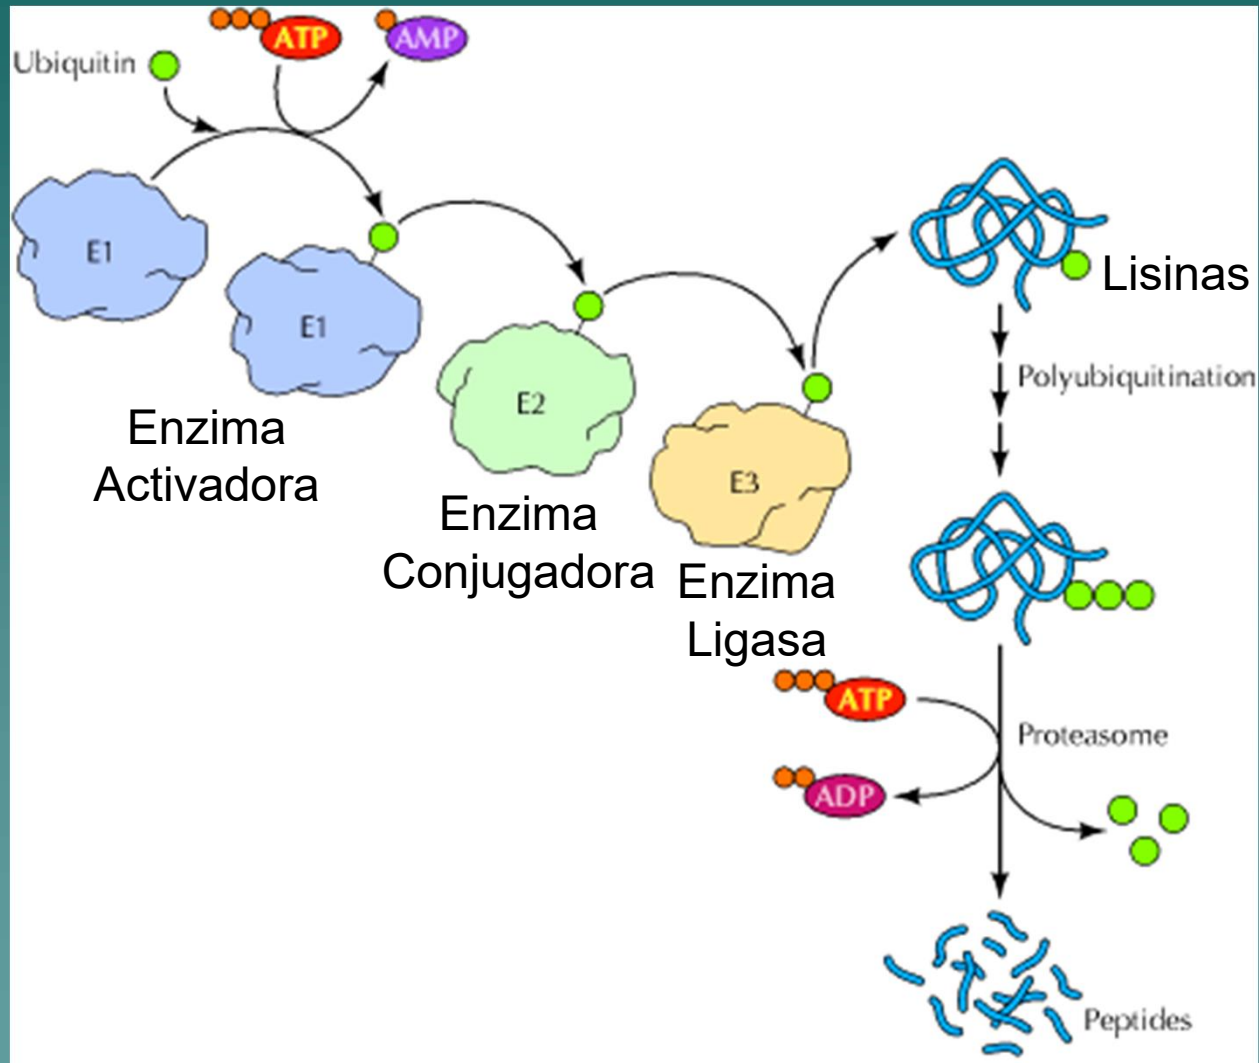 ATP
AMP
Ubiquitin
E1
E1
E2
E3
Enzima
Activadora
Enzima
Conjugadora
Enzima
Ligasa
Lisinas
Polyubiquitination
ATP
Proteasome
ADP
Peptides